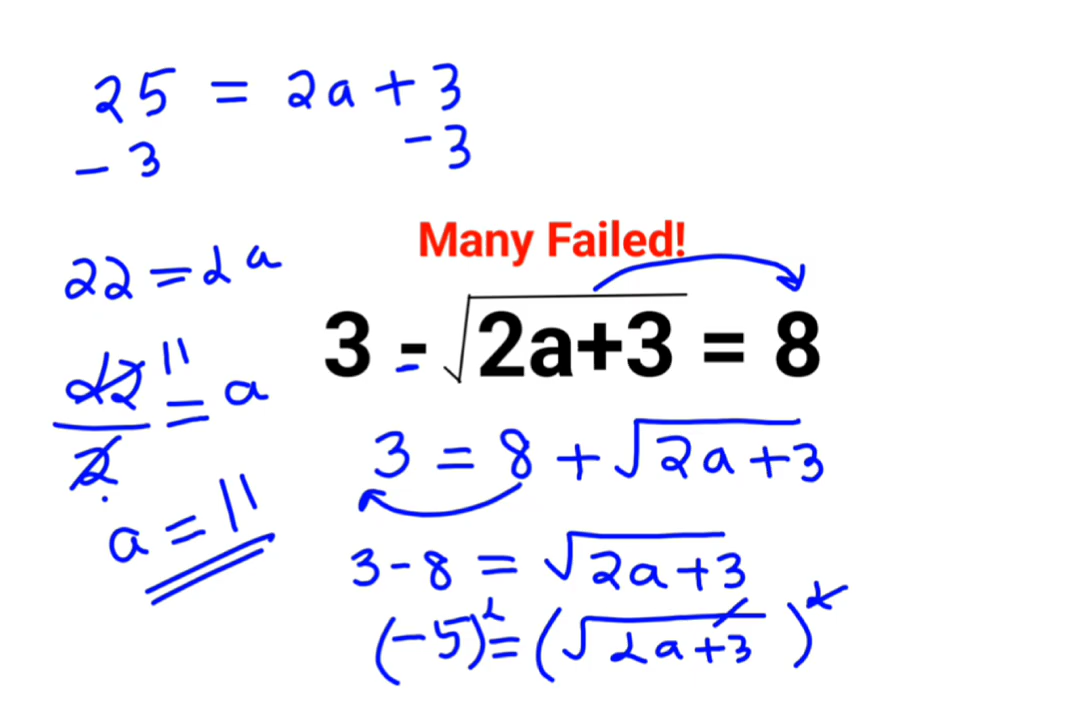 25 = 2a + 3
- 3 - 3
22 = 2a
22/2 11 = a
a = 11
Many Failed!
3 - √2a+3 = 8
3 = 8 + √2a + 3
3 - 8 = √2a + 3
(-5)² = (√2a + 3)²